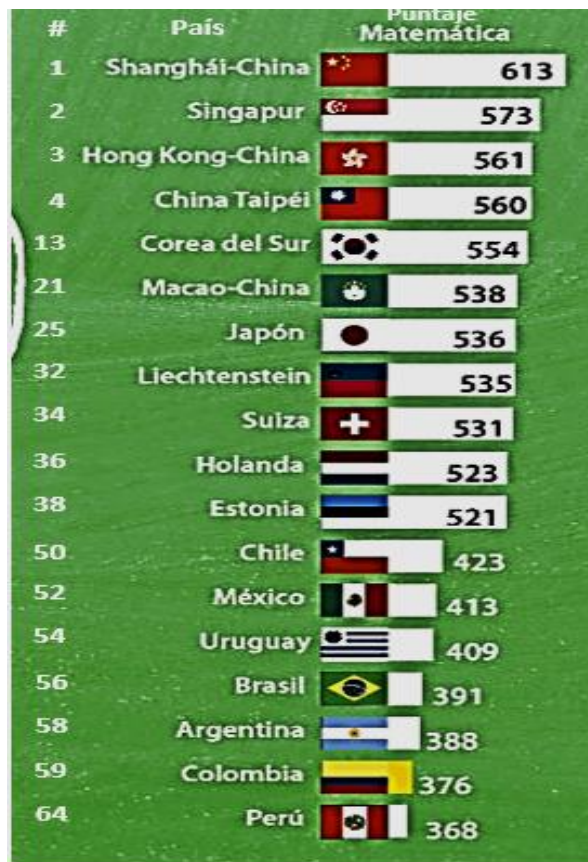 # País Puntaje Matemática
1 Shanghái-China 613
2 Singapur 573
3 Hong Kong-China 561
4 China Taipéi 560
13 Corea del Sur 554
21 Macao-China 538
25 Japón 536
32 Liechtenstein 535
34 Suiza 531
36 Holanda 523
38 Estonia 521
50 Chile 423
52 México 413
54 Uruguay 409
56 Brasil 391
58 Argentina 388
59 Colombia 376
64 Perú 368